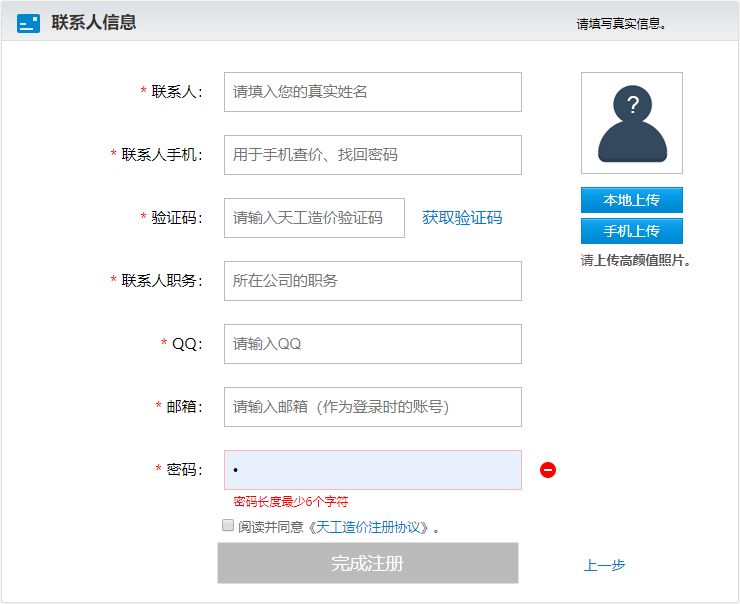 联系人信息
请填写真实信息。
* 联系人：
请填入您的真实姓名
?
* 联系人手机：
用于手机查价、找回密码
* 验证码：
请输入天工造价验证码
获取验证码
本地上传
手机上传
请上传高颜值照片。
* 联系人职务：
所在公司的职务
* QQ：
请输入QQ
* 邮箱：
请输入邮箱（作为登录时的账号）
* 密码：
•
密码长度最少6个字符
阅读并同意《天工造价注册协议》。
完成注册
上一步